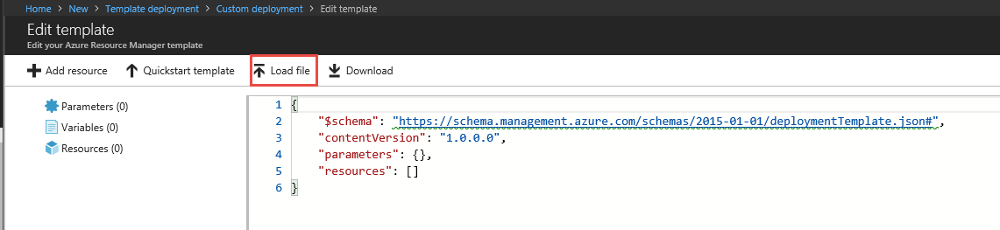 Home > New > Template deployment > Custom deployment > Edit template
Edit template
Edit your Azure Resource Manager template
Add resource Quickstart template Load file Download
Parameters (0)
Variables (0)
Resources (0)
1 {
2 "$schema": "https://schema.management.azure.com/schemas/2015-01-01/deploymentTemplate.json#",
3 "contentVersion": "1.0.0.0",
4 "parameters": {},
5 "resources": []
6 }